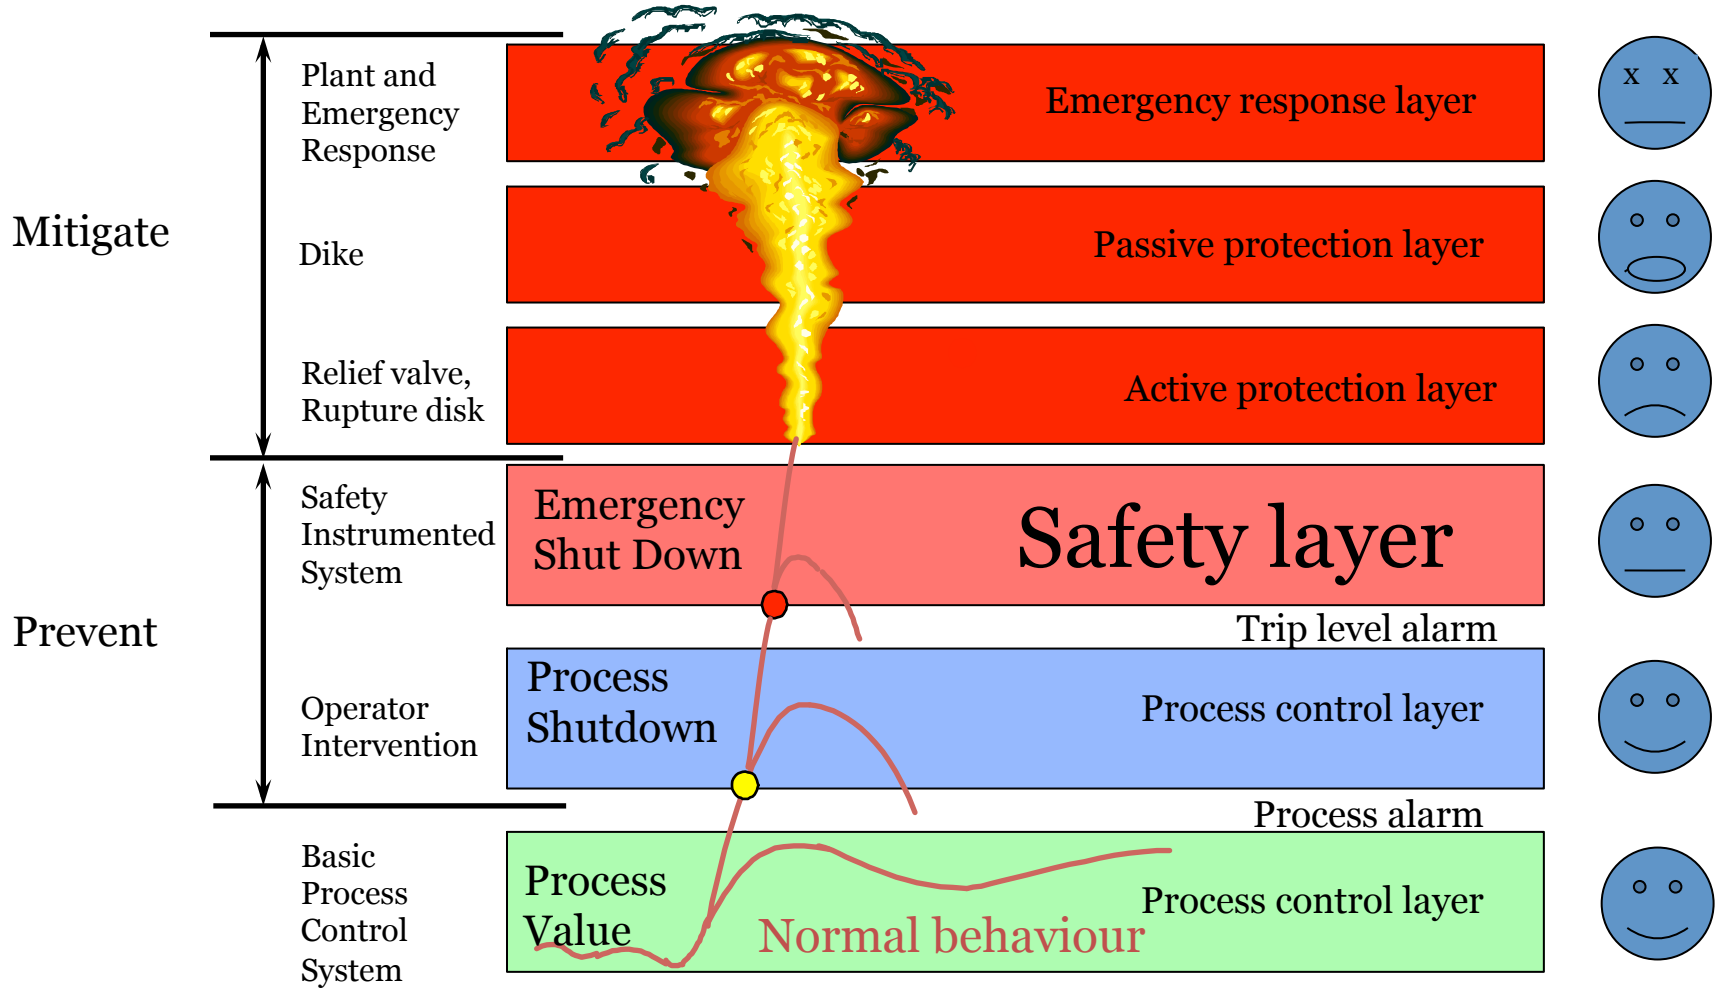 Plant and
Emergency
Response
Emergency response layer
x x
Mitigate
Dike
Passive protection layer
Relief valve,
Rupture disk
Active protection layer
Safety
Instrumented
System
Emergency
Shut Down
Safety layer
Trip level alarm
Prevent
Operator
Intervention
Process
Shutdown
Process control layer
Process alarm
Basic
Process
Control
System
Process
Value
Normal behaviour
Process control layer